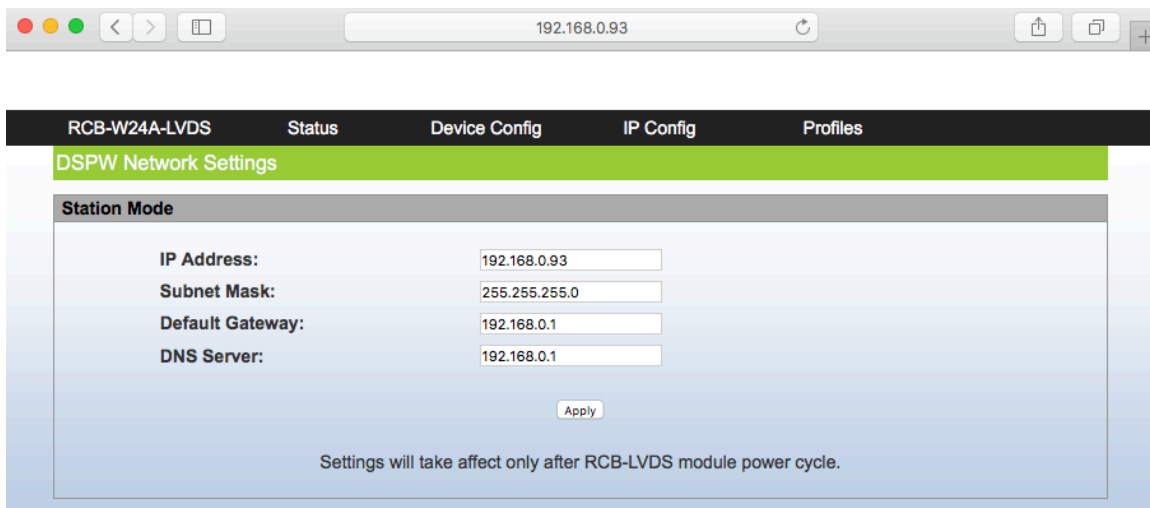 192.168.0.93
RCB-W24A-LVDS Status Device Config IP Config Profiles
DSPW Network Settings
Station Mode
IP Address: 192.168.0.93
Subnet Mask: 255.255.255.0
Default Gateway: 192.168.0.1
DNS Server: 192.168.0.1
Apply
Settings will take affect only after RCB-LVDS module power cycle.